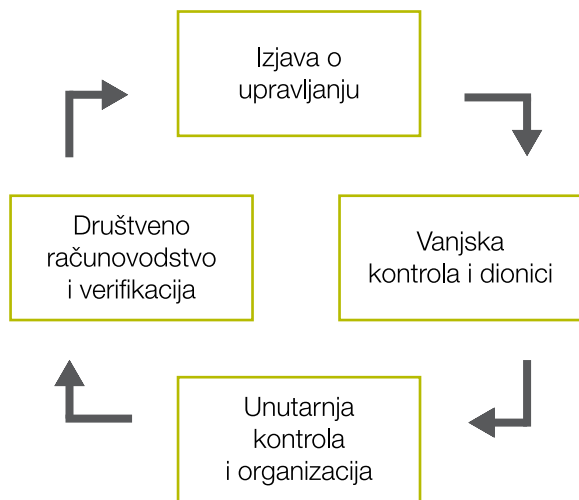 Izjava o
upravljanju
Društveno
računovodstvo
i verifikacija
Vanjska
kontrola i dionici
Unutarnja
kontrola
i organizacija